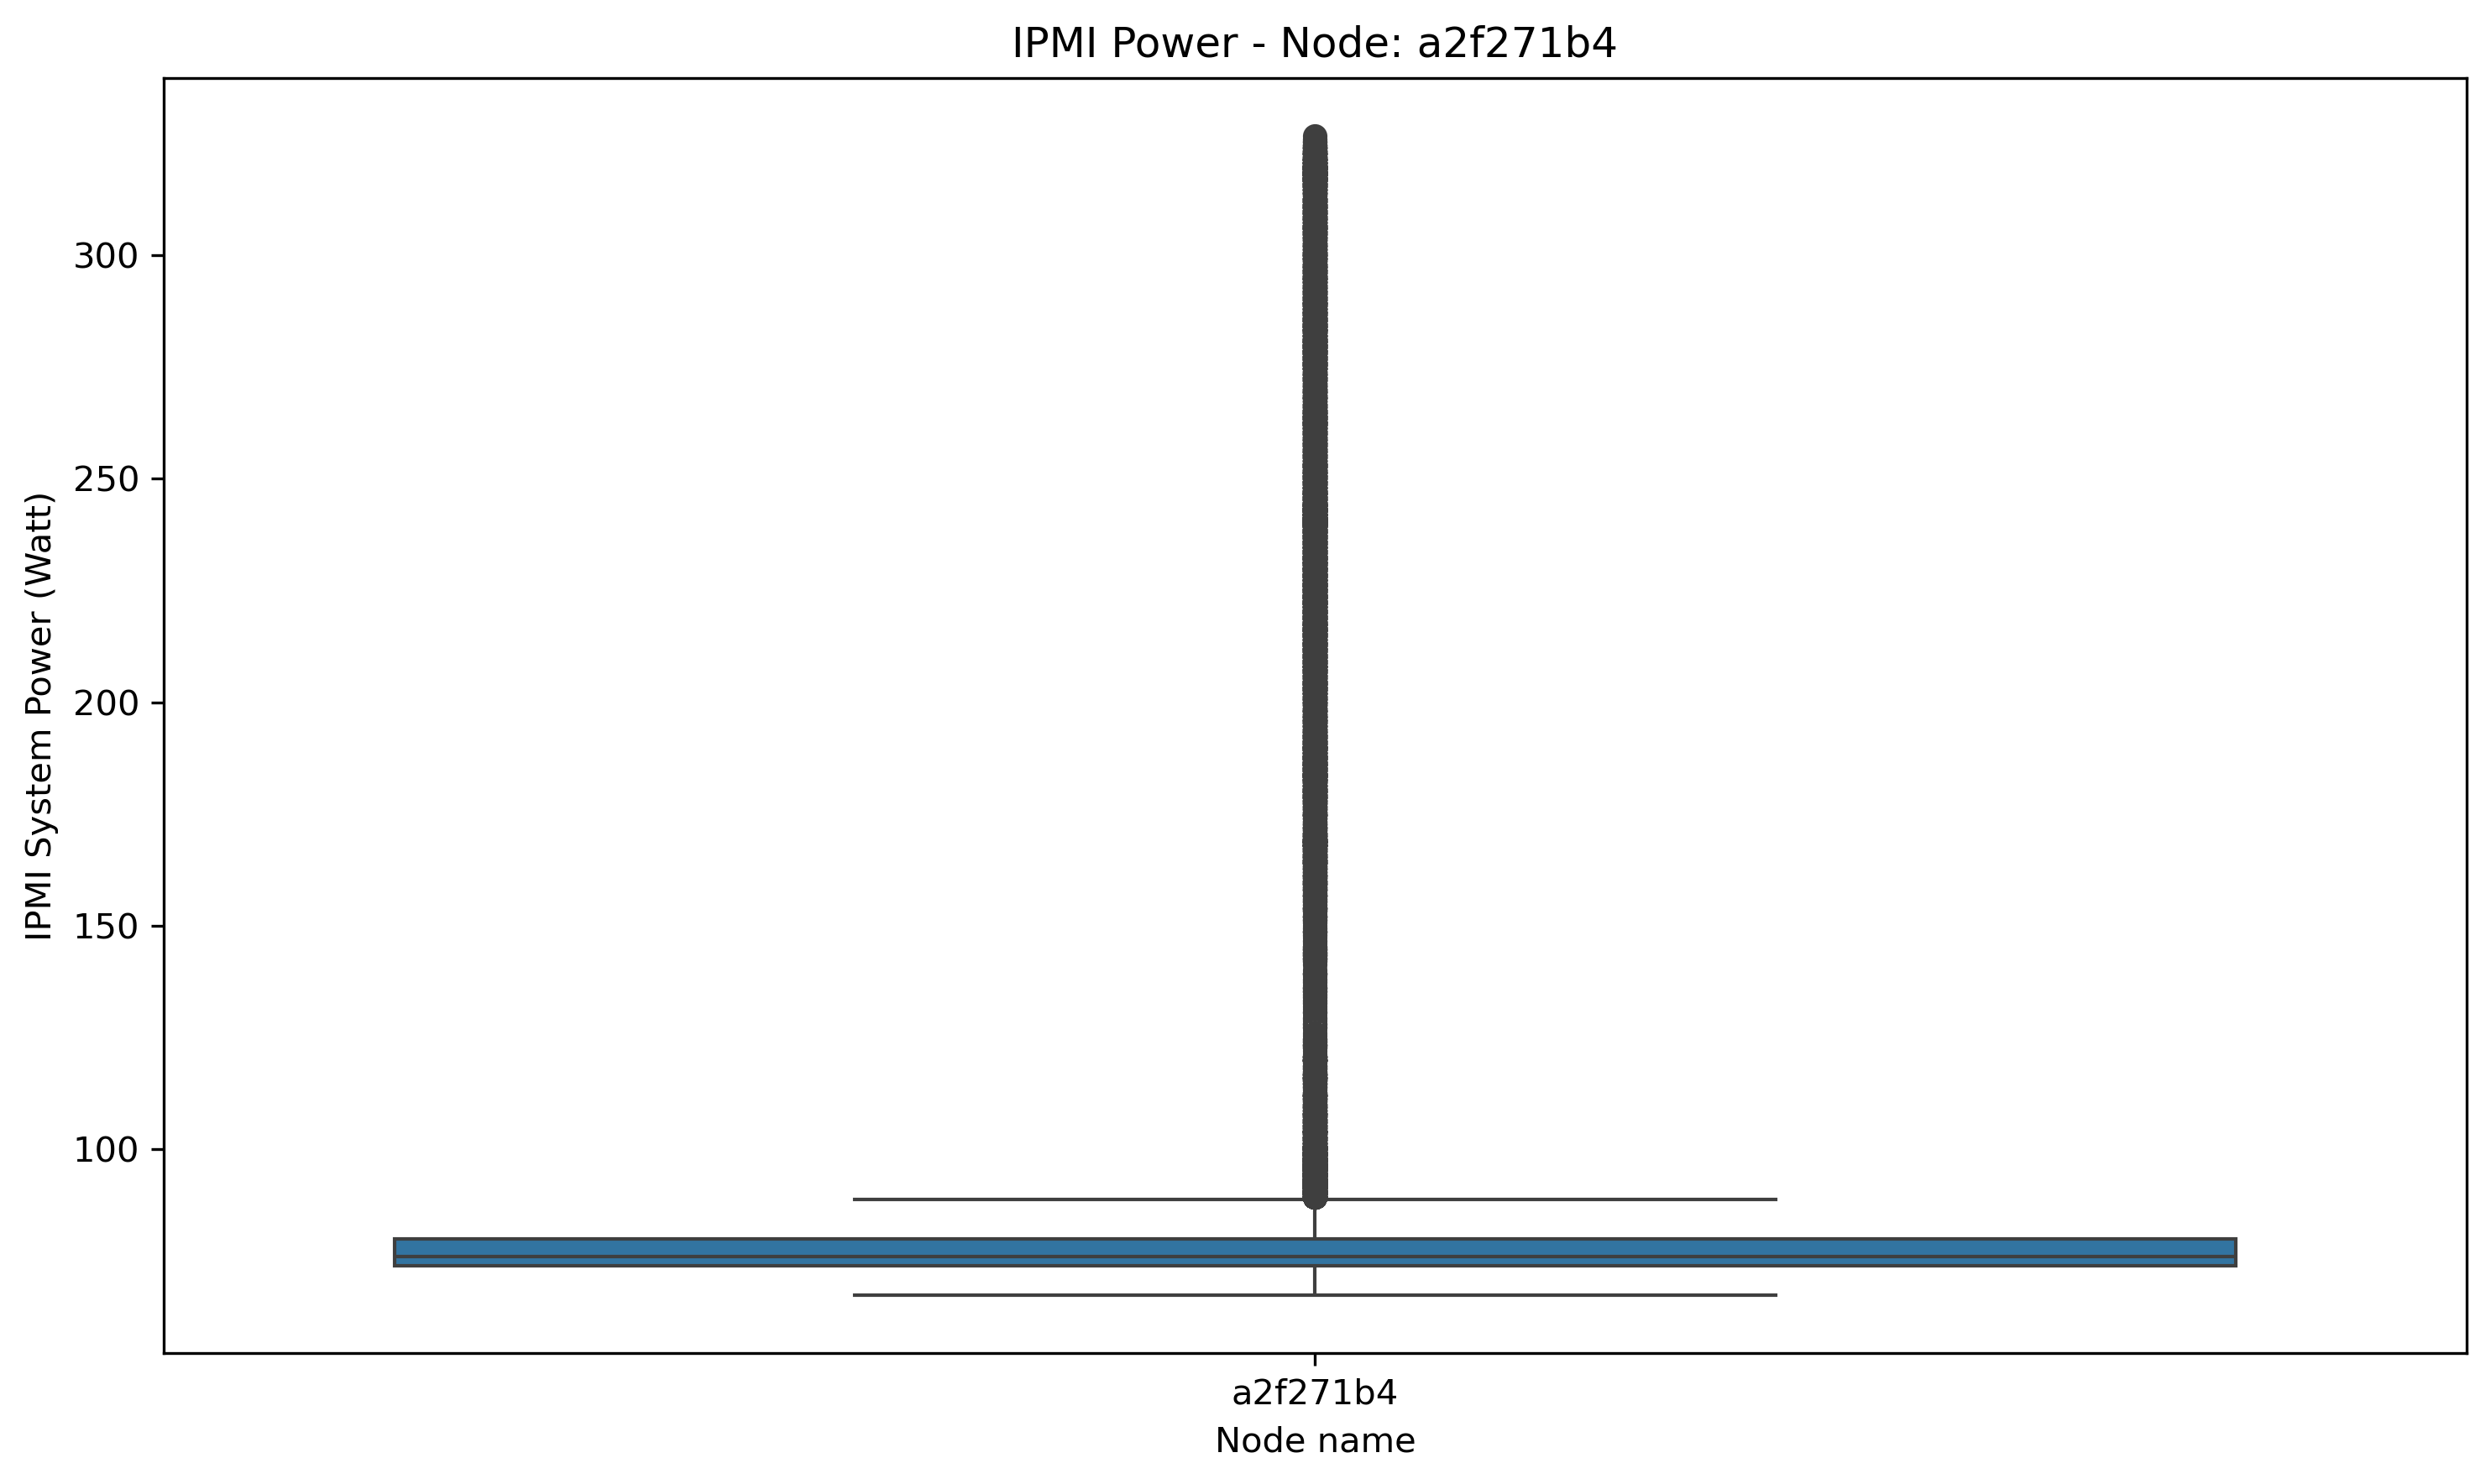 IPMI Power - Node: a2f271b4
IPMI System Power (Watt)
300
250
200
150
100
a2f271b4
Node name